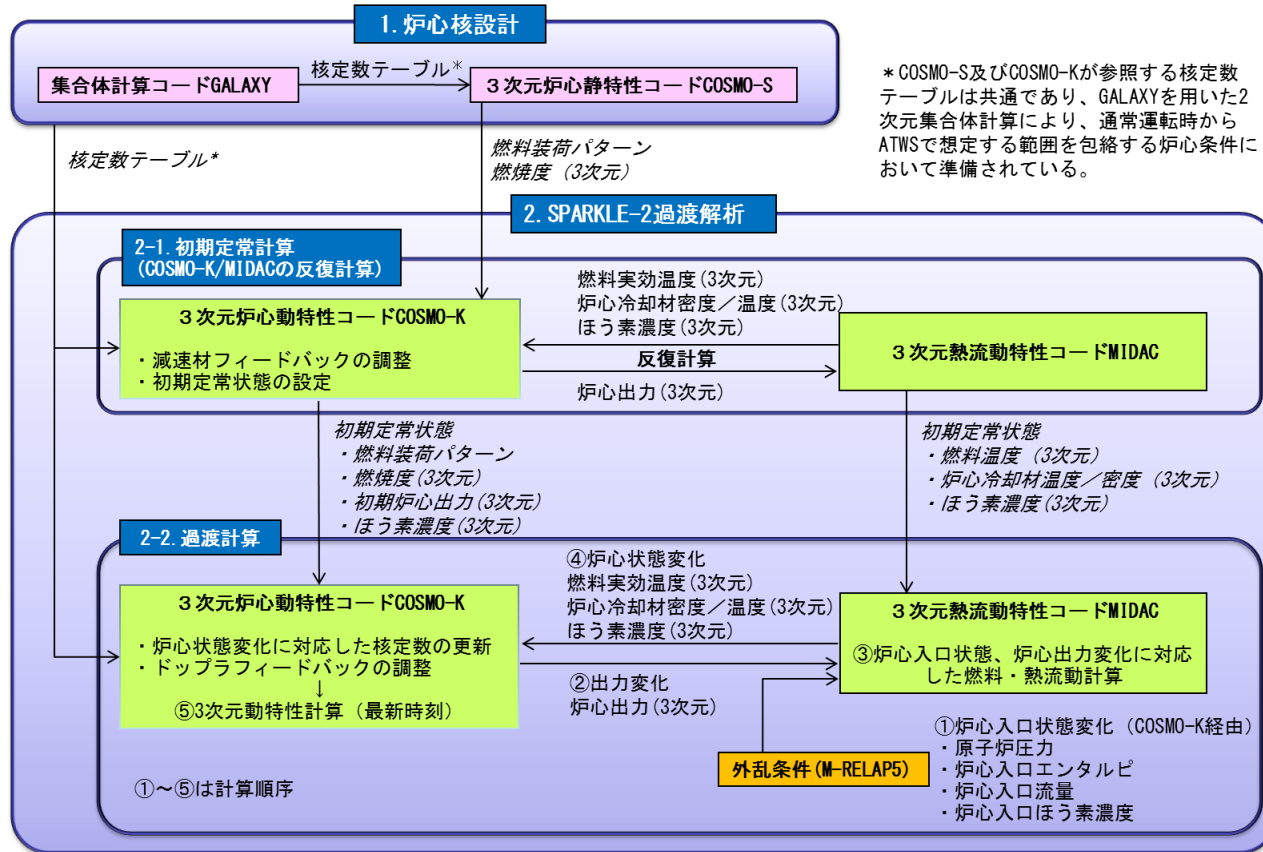 1.炉心核設計
集合体計算コードGALAXY
核定数テーブル*
3次元炉心静特性コードCOSMO-S
*COSMO-S及びCOSMO-Kが参照する核定数
テーブルは共通であり、GALAXYを用いた2
次元集合体計算により、通常運転時から
ATWSで想定する範囲を包絡する炉心条件に
おいて準備されている。
核定数テーブル*
燃料装荷パターン
燃焼度(3次元)
2.SPARKLE-2過渡解析
2-1.初期定常計算
(COSMO-K/MIDACの反復計算)
3次元炉心動特性コードCOSMO-K
・減速材フィードバックの調整
・初期定常状態の設定
燃料実効温度(3次元)
炉心冷却材密度/温度(3次元)
ほう素濃度(3次元)
反復計算
炉心出力(3次元)
3次元熱流動特性コードMIDAC
初期定常状態
・燃料装荷パターン
・燃焼度(3次元)
・初期炉心出力(3次元)
・ほう素濃度(3次元)
初期定常状態
・燃料温度(3次元)
・炉心冷却材温度/密度(3次元)
・ほう素濃度(3次元)
2-2.過渡計算
3次元炉心動特性コードCOSMO-K
・炉心状態変化に対応した核定数の更新
・ドップラフィードバックの調整
↓
⑤3次元動特性計算(最新時刻)
④炉心状態変化
燃料実効温度(3次元)
炉心冷却材密度/温度(3次元)
ほう素濃度(3次元)
②出力変化
炉心出力(3次元)
3次元熱流動特性コードMIDAC
③炉心入口状態、炉心出力変化に対応
した燃料・熱流動計算
外乱条件(M-RELAP5)
①炉心入口状態変化(COSMO-K経由)
・原子炉圧力
・炉心入口エンタルピ
・炉心入口流量
・炉心入口ほう素濃度
①~⑤は計算順序